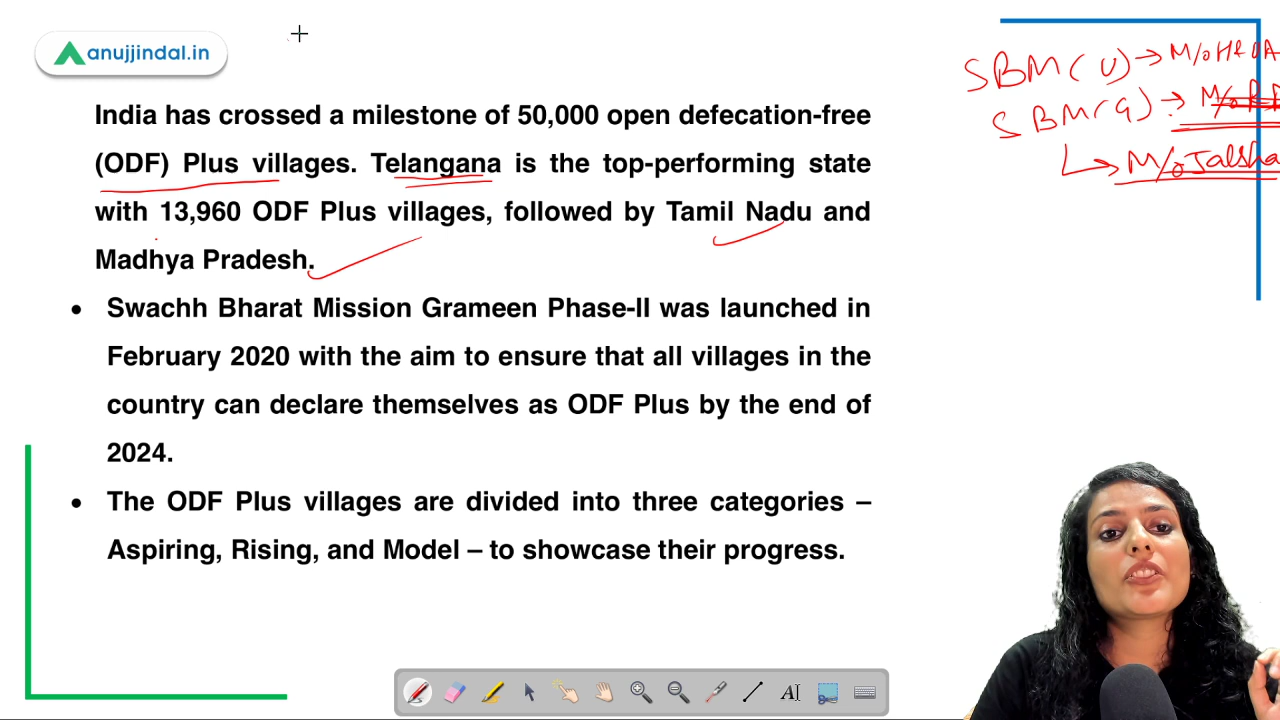 anujjindal.in
SBM(U) → M/o H&UA
SBM(G) → M/o
↳ M/o Jalsha
India has crossed a milestone of 50,000 open defecation-free
(ODF) Plus villages. Telangana is the top-performing state
with 13,960 ODF Plus villages, followed by Tamil Nadu and
Madhya Pradesh.
• Swachh Bharat Mission Grameen Phase-II was launched in
February 2020 with the aim to ensure that all villages in the
country can declare themselves as ODF Plus by the end of
2024.
• The ODF Plus villages are divided into three categories –
Aspiring, Rising, and Model – to showcase their progress.
AI